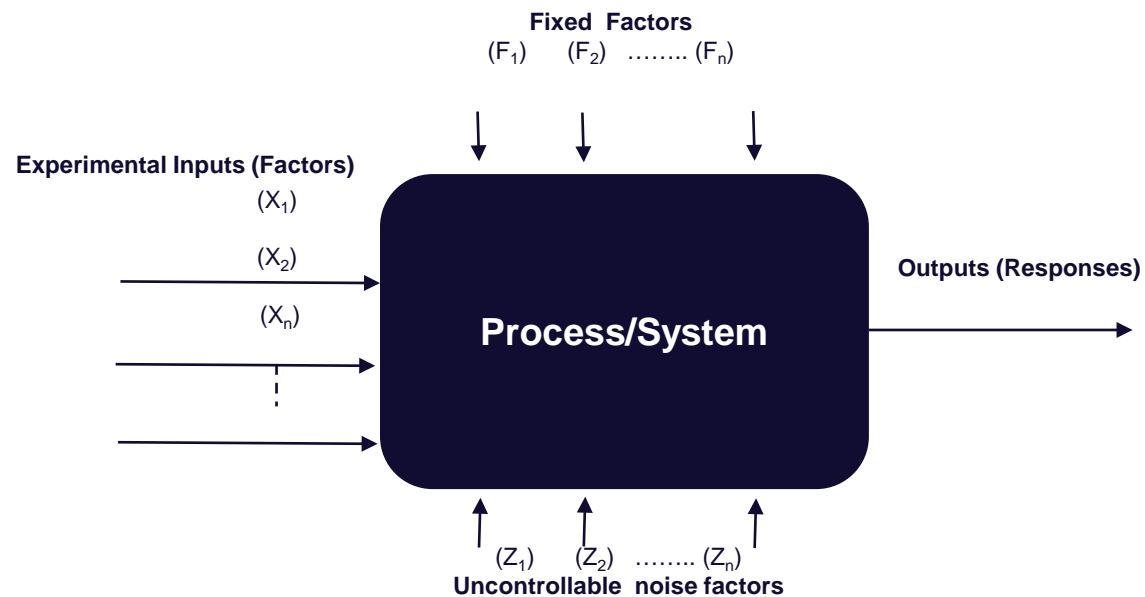 Fixed Factors
(F₁) (F₂) …….. (Fₙ)
Experimental Inputs (Factors)
(X₁)
(X₂)
(Xₙ)
Outputs (Responses)
Process/System
(Z₁) (Z₂) …….. (Zₙ)
Uncontrollable noise factors